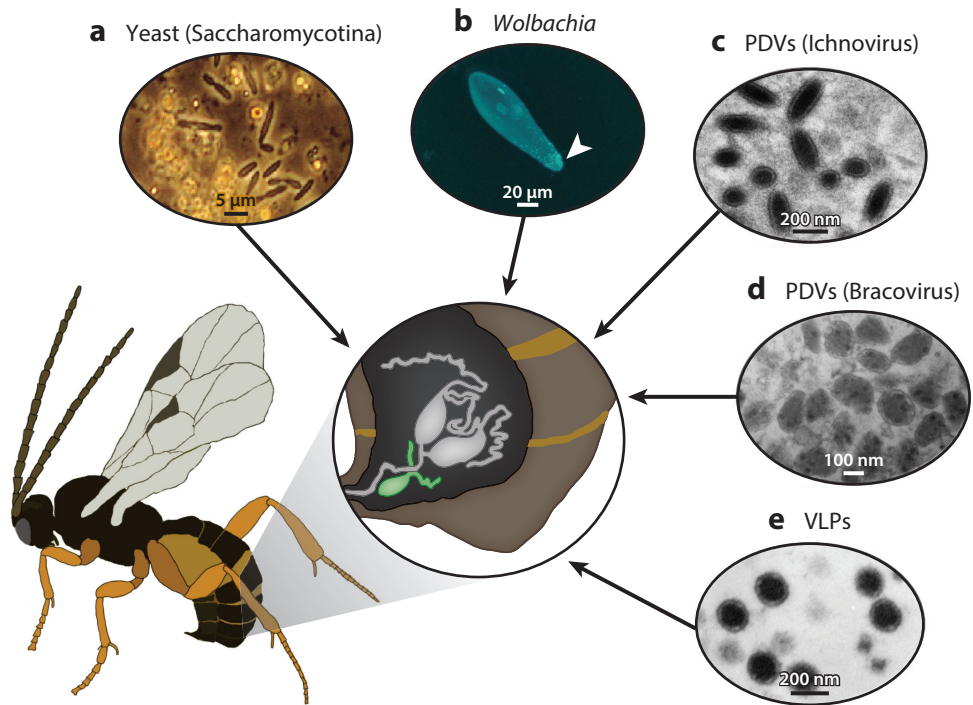 a Yeast (Saccharomycotina)
5 µm
b Wolbachia
20 µm
c PDVs (Ichnovirus)
200 nm
d PDVs (Bracovirus)
100 nm
e VLPs
200 nm